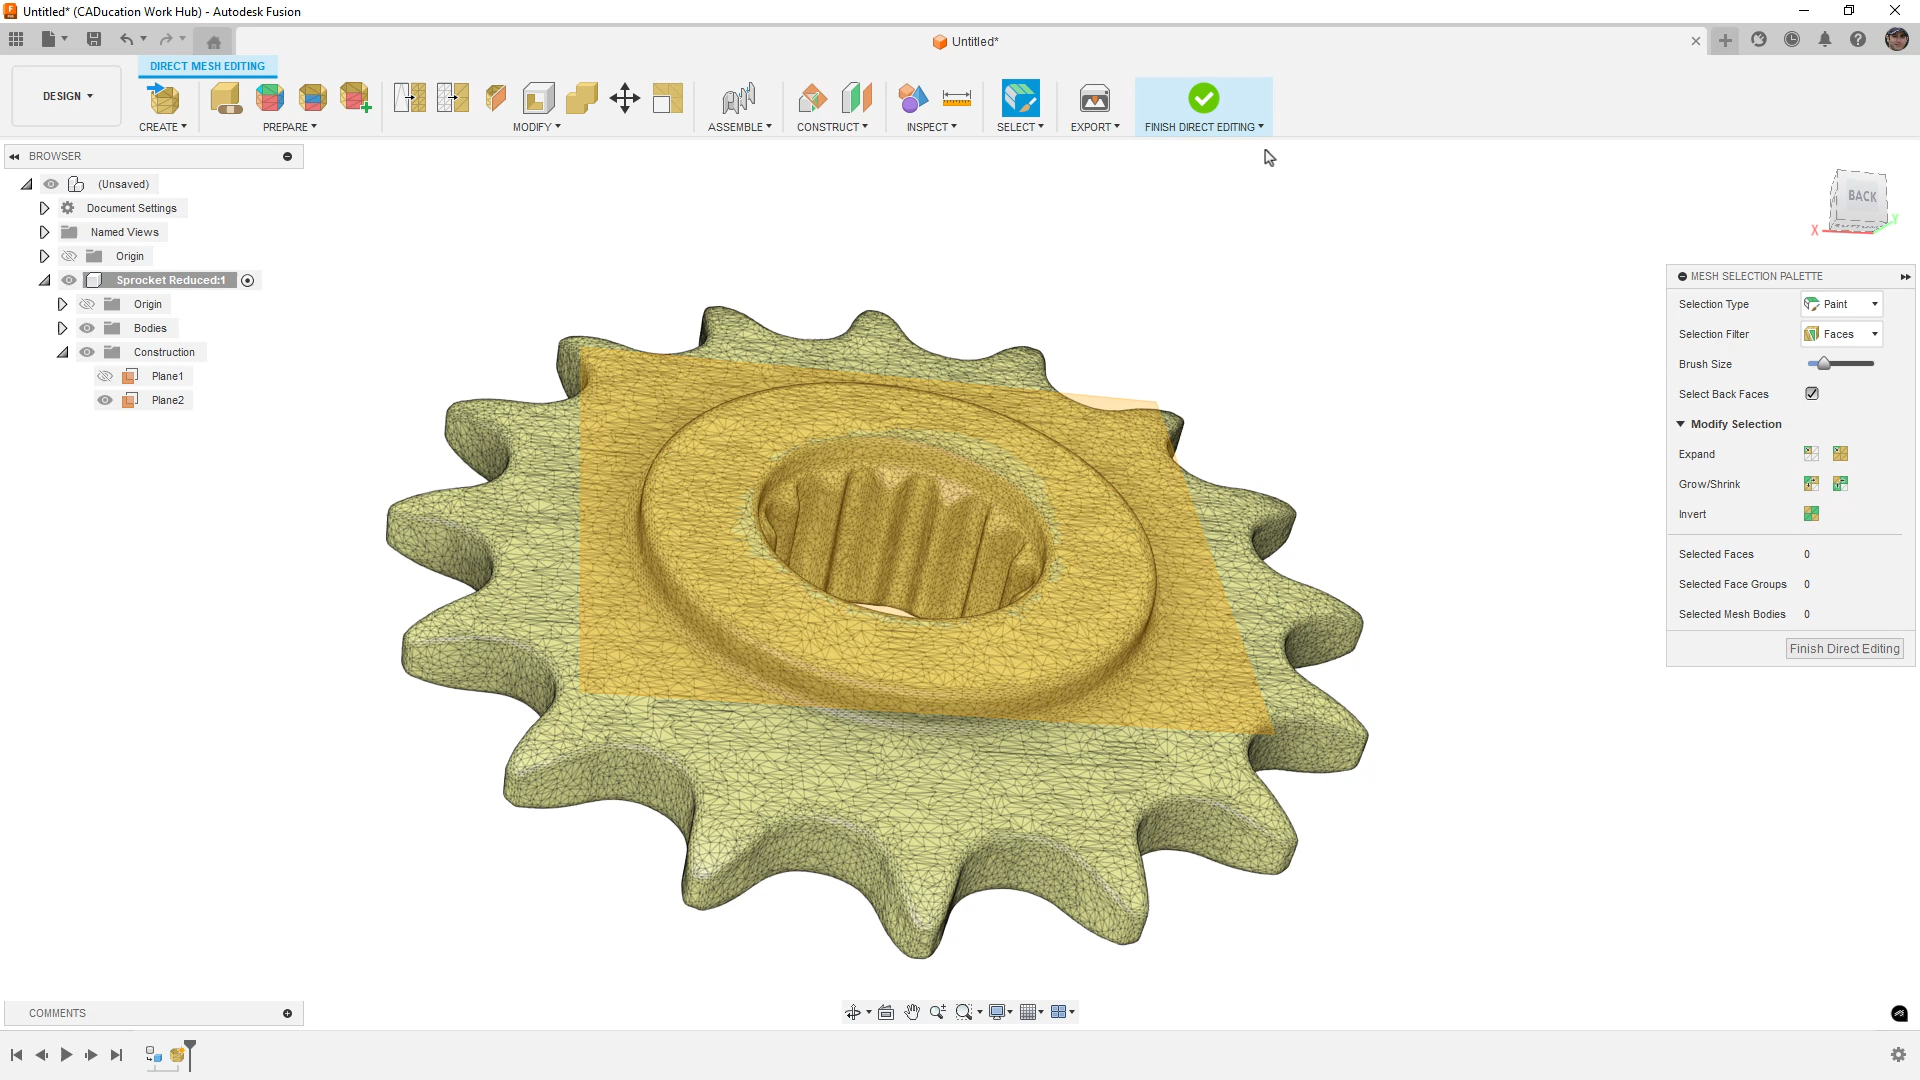 Untitled* (CADucation Work Hub) - Autodesk Fusion
Untitled*
DIRECT MESH EDITING
DESIGN
CREATE
PREPARE
MODIFY
ASSEMBLE
CONSTRUCT
INSPECT
SELECT
EXPORT
FINISH DIRECT EDITING
BROWSER
(Unsaved)
Document Settings
Named Views
Origin
Sprocket Reduced:1
Origin
Bodies
Construction
Plane1
Plane2
BACK
X
Y
MESH SELECTION PALETTE
Selection Type Paint
Selection Filter Faces
Brush Size
Select Back Faces
Modify Selection
Expand
Grow/Shrink
Invert
Selected Faces 0
Selected Face Groups 0
Selected Mesh Bodies 0
Finish Direct Editing
COMMENTS